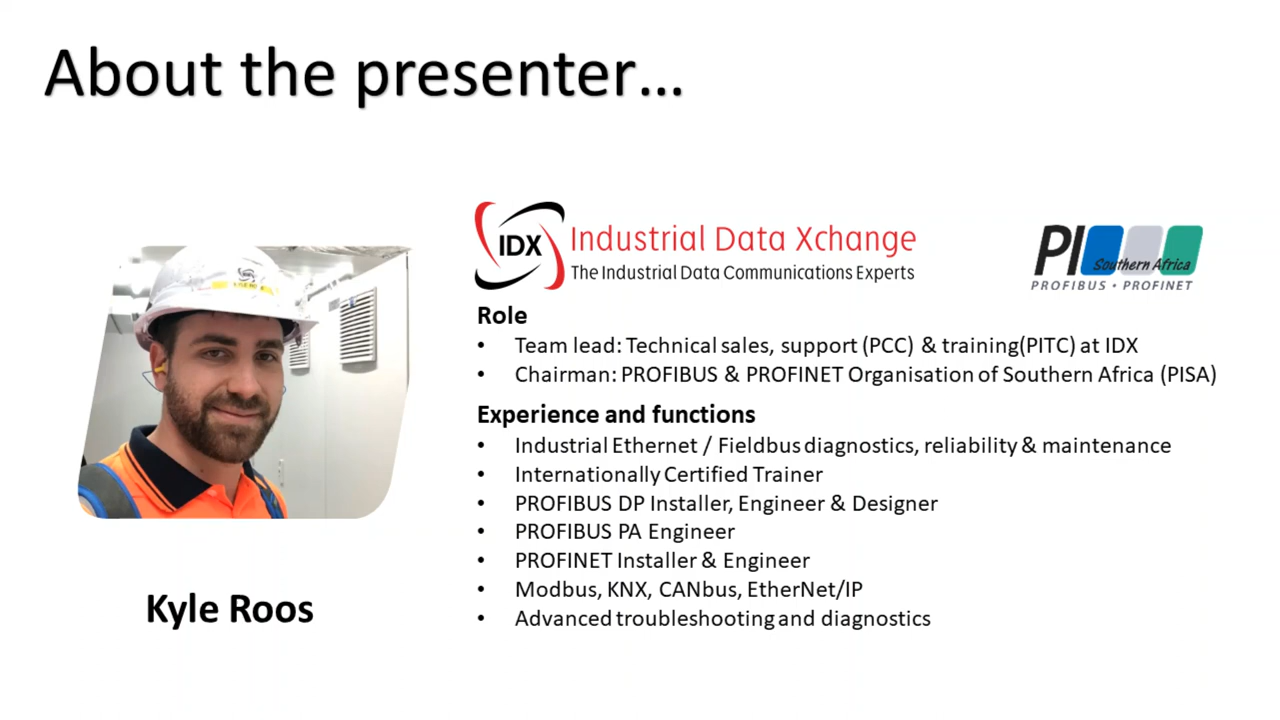 About the presenter...
IDX
Industrial Data Xchange
The Industrial Data Communications Experts
PI
Southern Africa
PROFIBUS • PROFINET
Role
• Team lead: Technical sales, support (PCC) & training(PITC) at IDX
• Chairman: PROFIBUS & PROFINET Organisation of Southern Africa (PISA)
Experience and functions
• Industrial Ethernet / Fieldbus diagnostics, reliability & maintenance
• Internationally Certified Trainer
• PROFIBUS DP Installer, Engineer & Designer
• PROFIBUS PA Engineer
• PROFINET Installer & Engineer
• Modbus, KNX, CANbus, EtherNet/IP
• Advanced troubleshooting and diagnostics
Kyle Roos